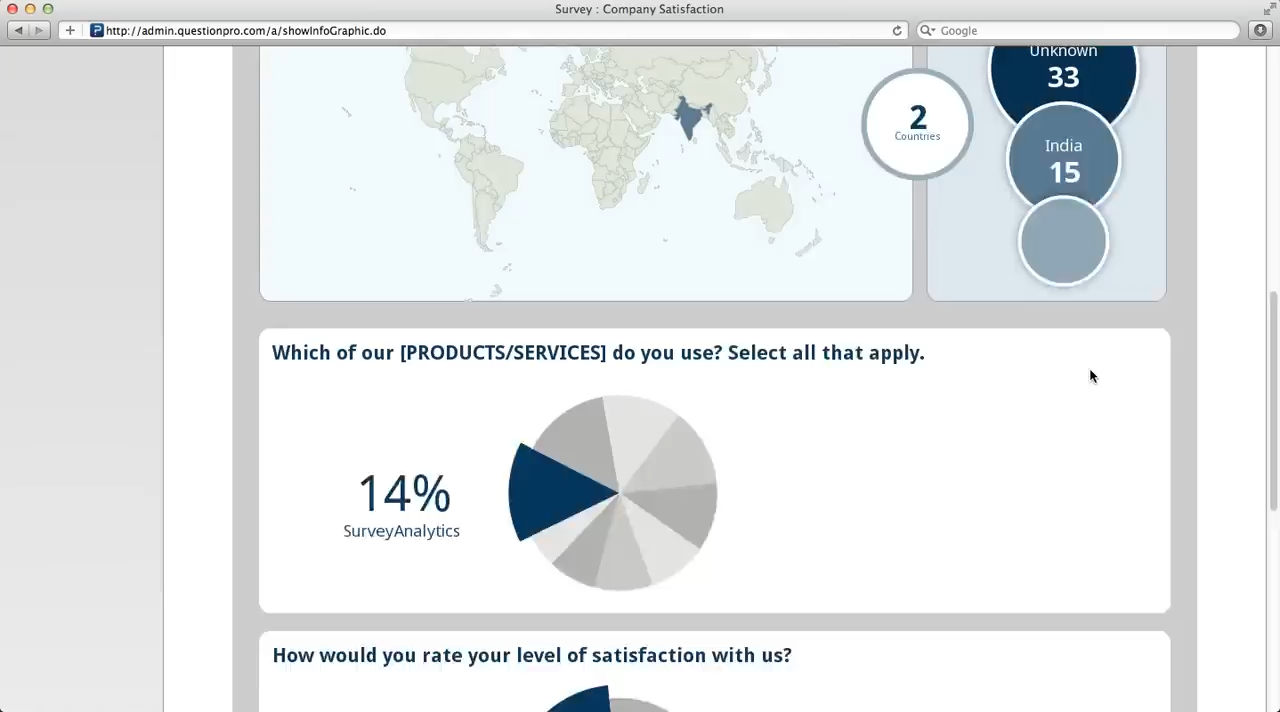 Survey : Company Satisfaction
http://admin.questionpro.com/a/showInfoGraphic.do
Google
Unknown
33
2
Countries
India
15
Which of our [PRODUCTS/SERVICES] do you use? Select all that apply.
14%
SurveyAnalytics
How would you rate your level of satisfaction with us?